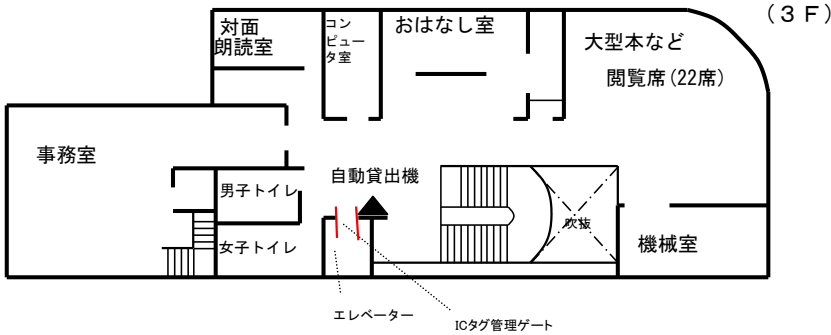 (3F)
対面
朗読室
コン
ピュー
タ室
おはなし室
大型本など
閲覧席(22席)
事務室
男子トイレ
自動貸出機
吹抜
女子トイレ
機械室
エレベーター
ICタグ管理ゲート